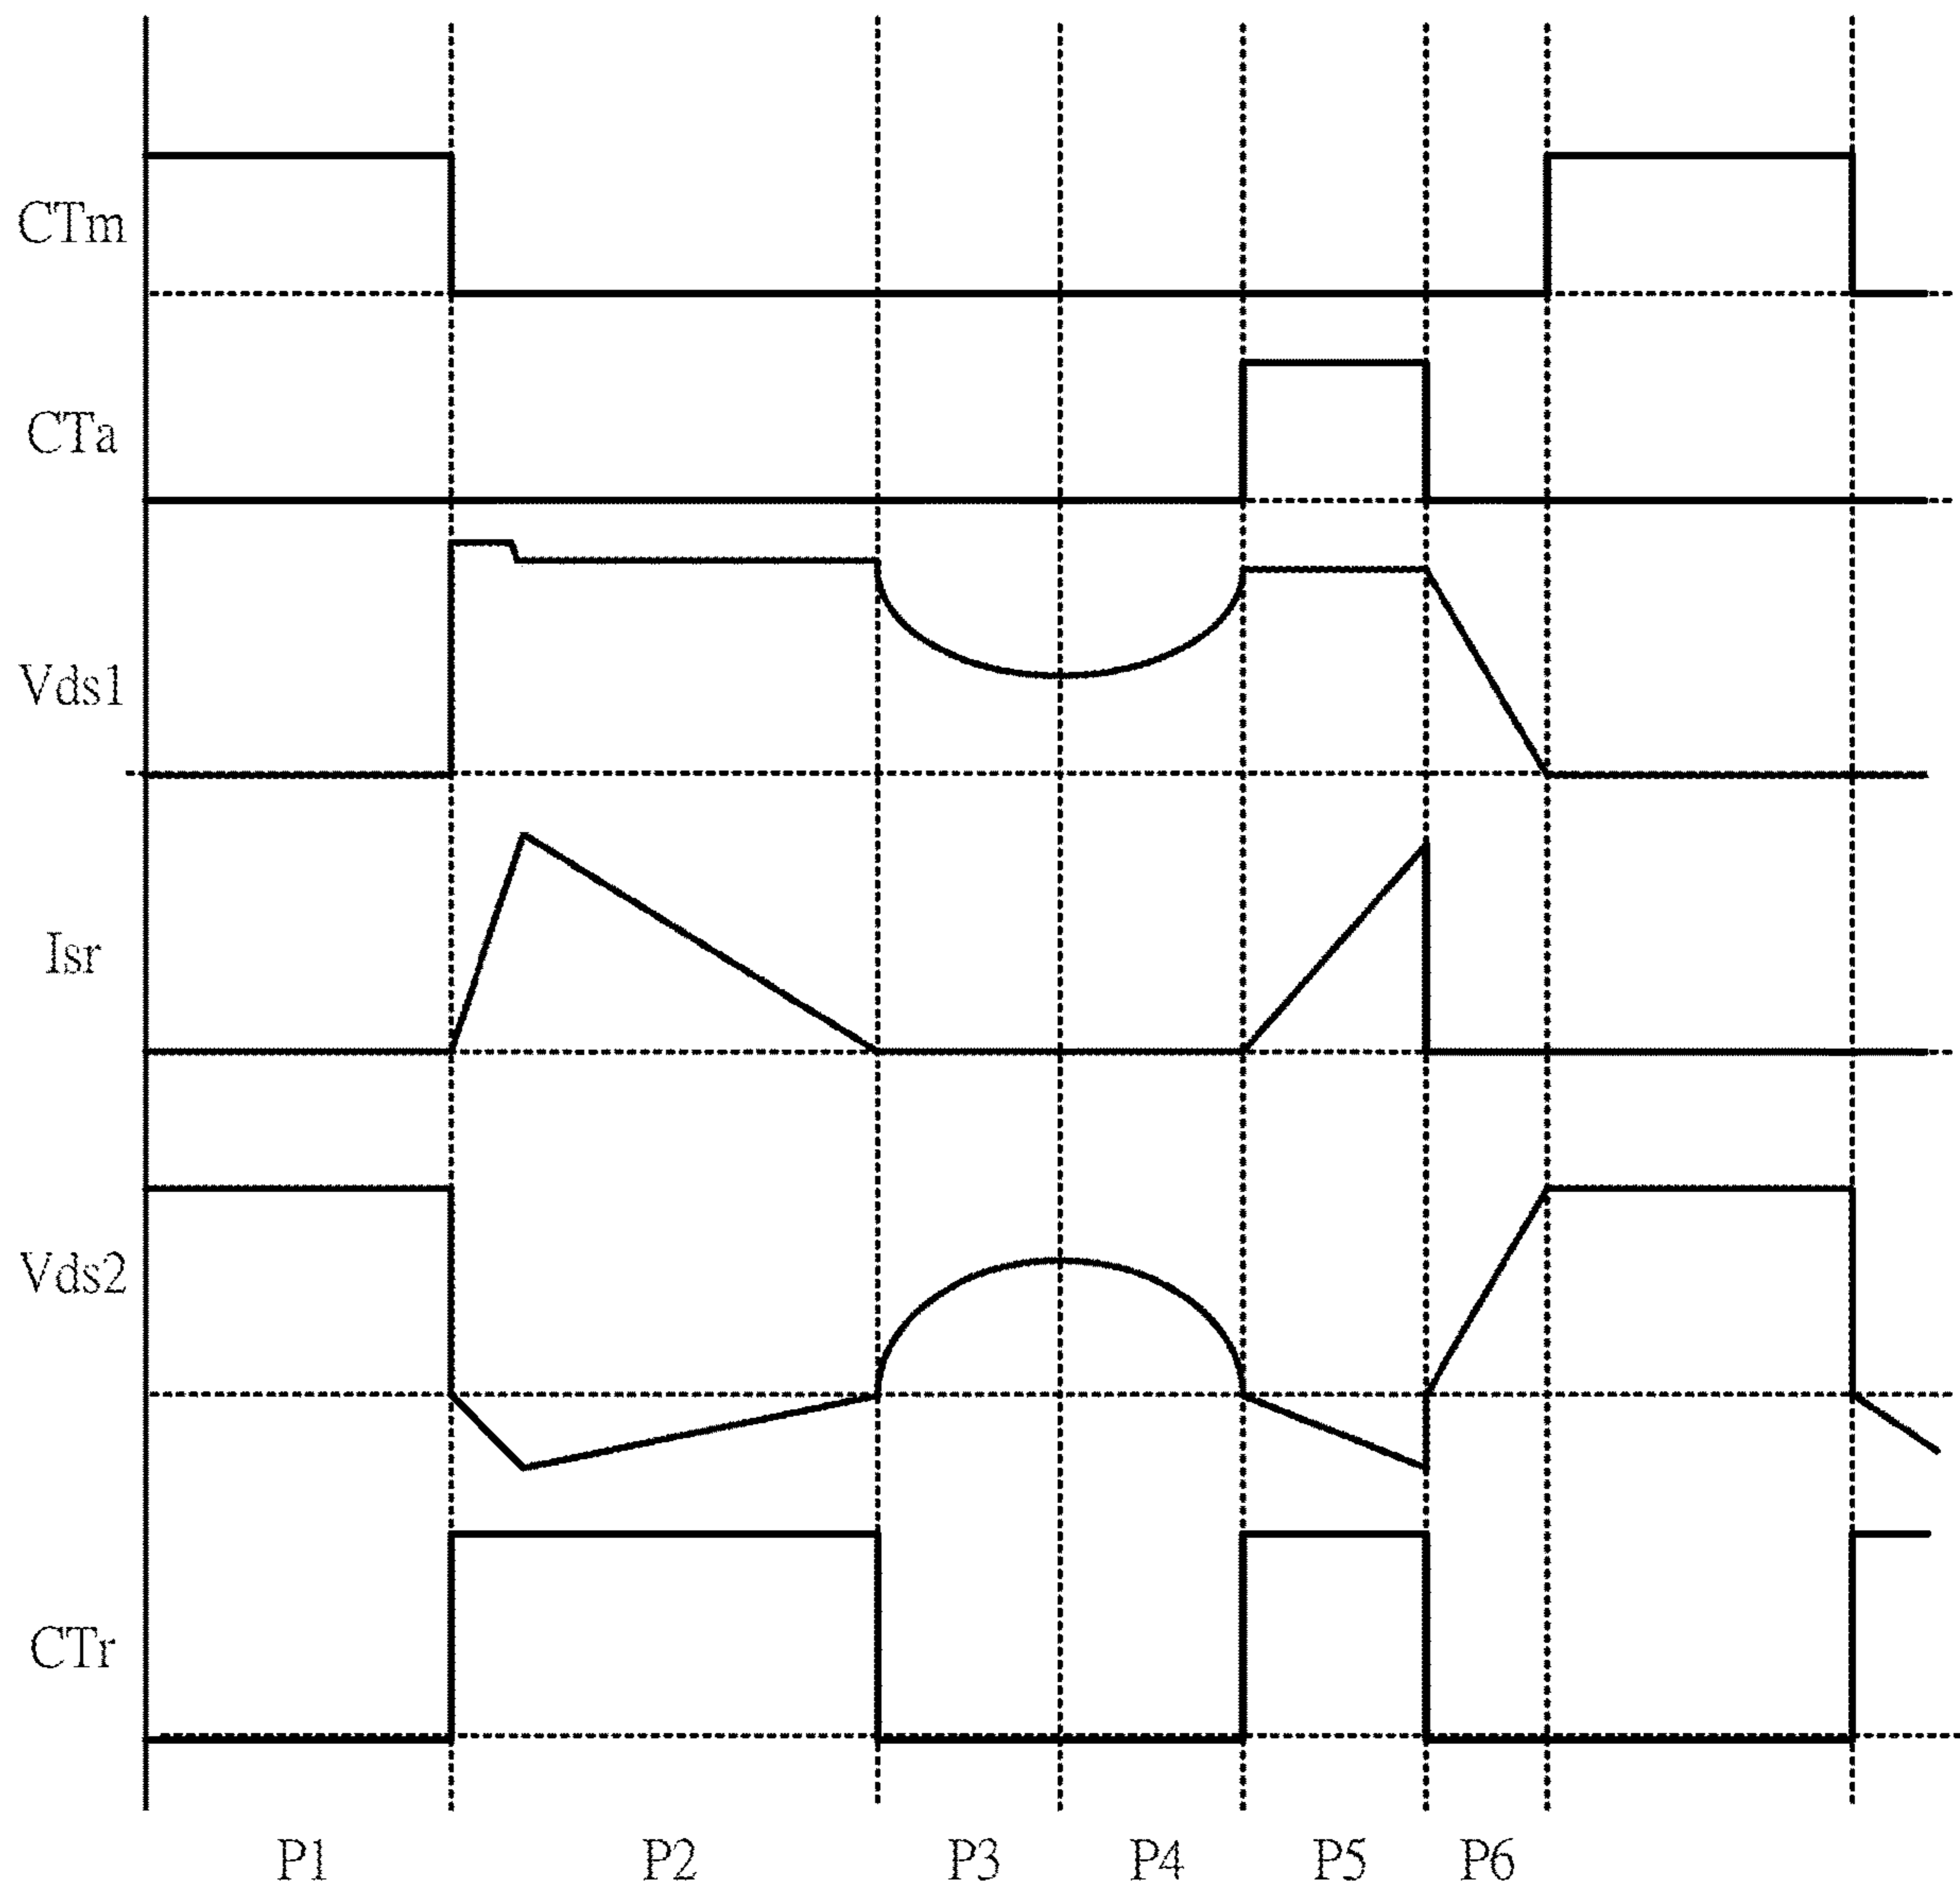 CTm
CTa
Vds1
Isr
Vds2
CTr
P1 P2 P3 P4 P5 P6